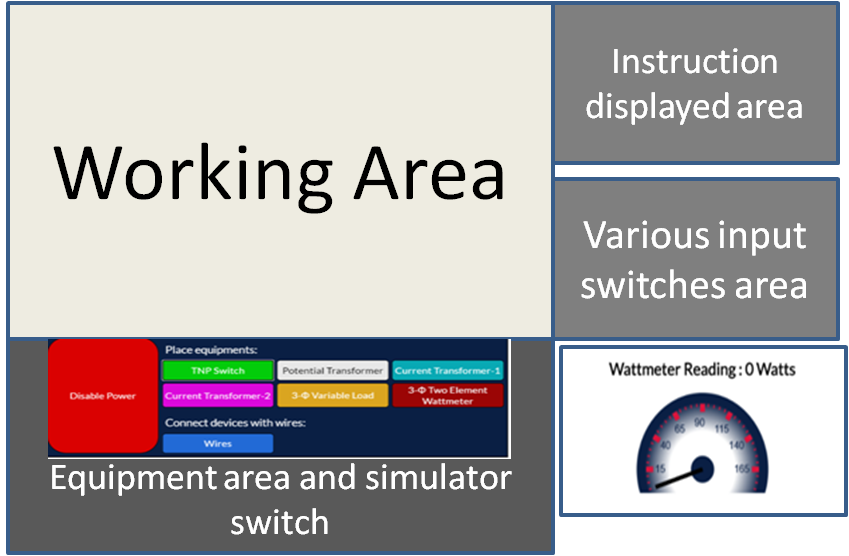 Working Area
Instruction
displayed area
Various input
switches area
Place equipments:
Disable Power
TNP Switch
Potential Transformer
Current Transformer-1
Current Transformer-2
3-Φ Variable Load
3-Φ Two Element
Wattmeter
Connect devices with wires:
Wires
Equipment area and simulator
switch
Wattmeter Reading : 0 Watts
15
40
65
90
115
140
165